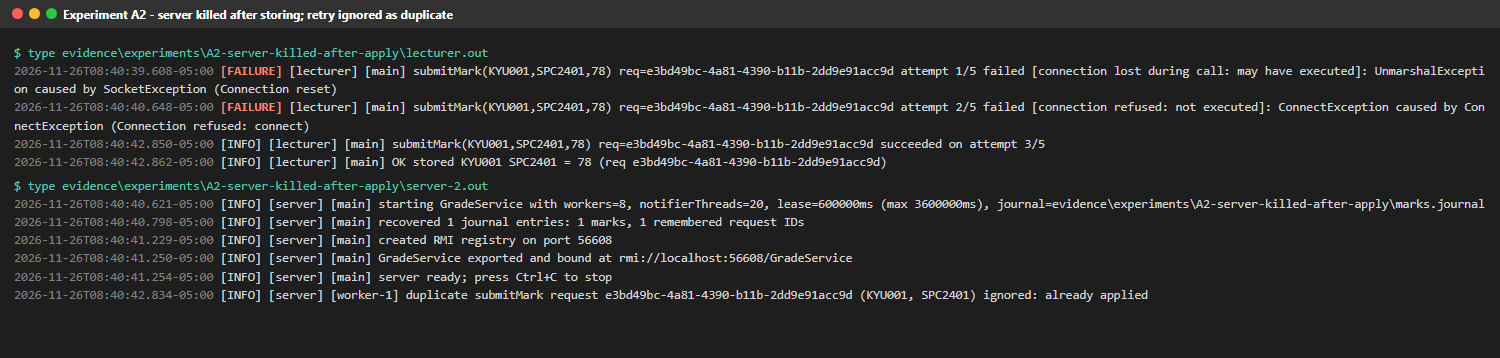 Experiment A2 - server killed after storing; retry ignored as duplicate
$ type evidence\experiments\A2-server-killed-after-apply\lecturer.out
2026-11-26T08:40:39.608-05:00 [FAILURE] [lecturer] [main] submitMark(KYU001,SPC2401,78) req=e3bd49bc-4a81-4390-b11b-2dd9e91acc9d attempt 1/5 failed [connection lost during call: may have executed]: UnmarshalExcepti
on caused by SocketException (Connection reset)
2026-11-26T08:40:40.648-05:00 [FAILURE] [lecturer] [main] submitMark(KYU001,SPC2401,78) req=e3bd49bc-4a81-4390-b11b-2dd9e91acc9d attempt 2/5 failed [connection refused: not executed]: ConnectException caused by Con
nectException (Connection refused: connect)
2026-11-26T08:40:42.850-05:00 [INFO] [lecturer] [main] submitMark(KYU001,SPC2401,78) req=e3bd49bc-4a81-4390-b11b-2dd9e91acc9d succeeded on attempt 3/5
2026-11-26T08:40:42.862-05:00 [INFO] [lecturer] [main] OK stored KYU001 SPC2401 = 78 (req e3bd49bc-4a81-4390-b11b-2dd9e91acc9d)
$ type evidence\experiments\A2-server-killed-after-apply\server-2.out
2026-11-26T08:40:40.621-05:00 [INFO] [server] [main] starting GradeService with workers=8, notifierThreads=20, lease=600000ms (max 3600000ms), journal=evidence\experiments\A2-server-killed-after-apply\marks.journal
2026-11-26T08:40:40.798-05:00 [INFO] [server] [main] recovered 1 journal entries: 1 marks, 1 remembered request IDs
2026-11-26T08:40:41.229-05:00 [INFO] [server] [main] created RMI registry on port 56608
2026-11-26T08:40:41.250-05:00 [INFO] [server] [main] GradeService exported and bound at rmi://localhost:56608/GradeService
2026-11-26T08:40:41.254-05:00 [INFO] [server] [main] server ready; press Ctrl+C to stop
2026-11-26T08:40:42.834-05:00 [INFO] [server] [worker-1] duplicate submitMark request e3bd49bc-4a81-4390-b11b-2dd9e91acc9d (KYU001, SPC2401) ignored: already applied